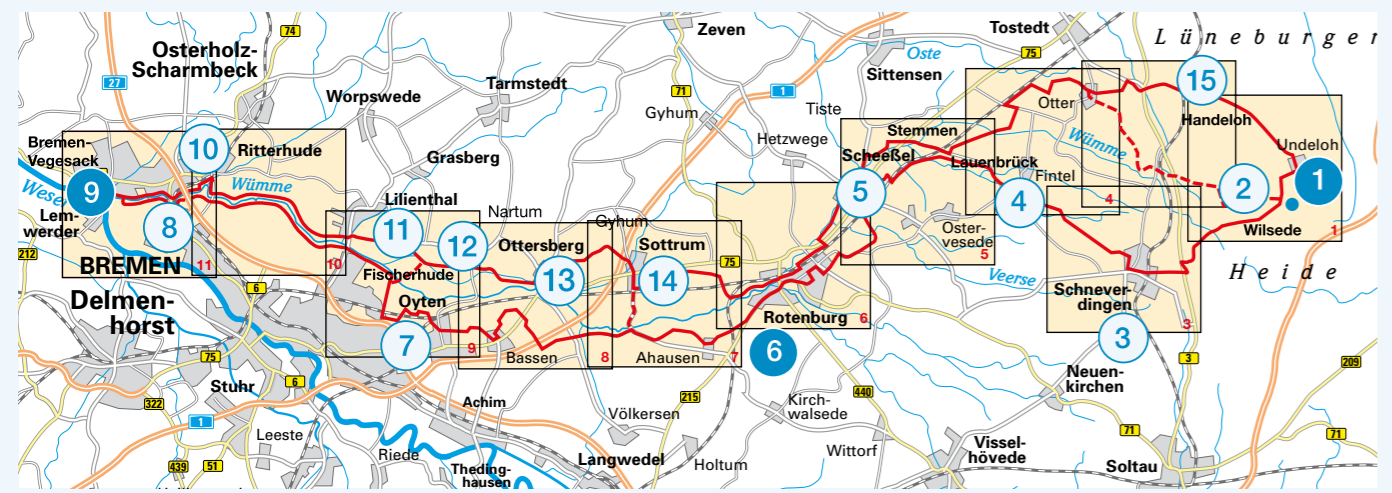 Osterholz-
Scharmbeck
74
27
Worpswede
Tarmstedt
Zeven
71
1
Gyhum
Tiste
Hetzwege
Oste
Sittensen
Tostedt
75
Lüneburger
Heide
Bremen-
Vegesack
9
Weser
Lem-
werder
212
8
10
Ritterhude
Wümme
Grasberg
Lilienthal
11
Nartum
12
Ottersberg
Gyhum
Sottrum
13
14
75
Scheeßel
Stemmen
5
Lauenbrück
Fintel
4
Otter
Wümme
15
Handeloh
Undeloh
1
2
Wilsede
1
4
Oster-
vesede
5
Veerse
Schnever-
dingen
3
3
BREMEN
11
10
Fischerhude
Oyten
7
9
Bassen
8
Ahausen
7
Rotenburg
6
6
Delmen-
horst
6
75
Stuhr
6
322
1
Leeste
439
51
Riede
Achim
Theding-
hausen
Langwedel
Völkersen
215
Holtum
Kirch-
walsede
440
Wittorf
Vissel-
hövede
Neuen-
kirchen
3
209
71
71
Soltau